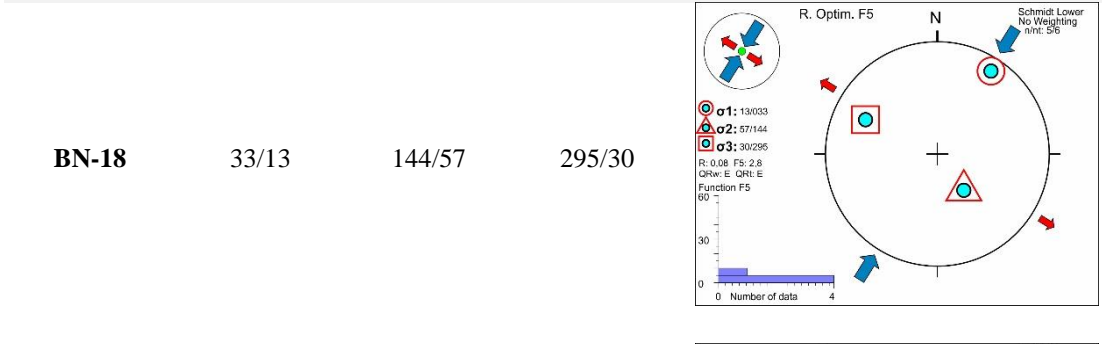 R. Optim. F5
N
Schmidt Lower
No Weighting
n/nt: 5/6
BN-18 33/13 144/57 295/30
σ1: 13/033
σ2: 57/144
σ3: 30/295
R: 0,08 F5: 2,8
QRw: E QRt: E
Function F5
60
30
0
0 Number of data 4